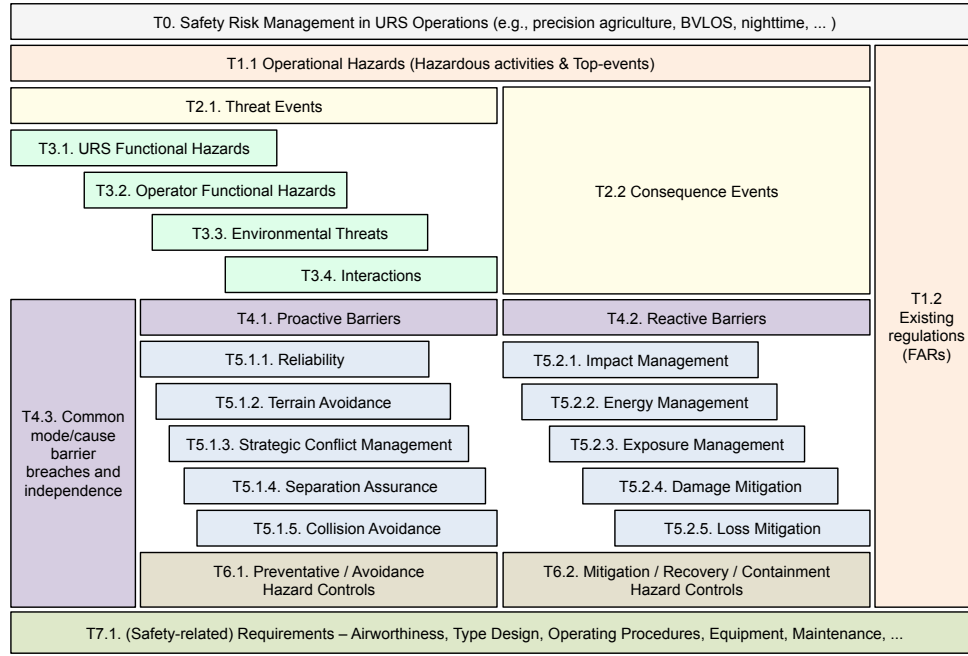 T0. Safety Risk Management in URS Operations (e.g., precision agriculture, BVLOS, nighttime, ... )
T1.1 Operational Hazards (Hazardous activities & Top-events)
T2.1. Threat Events
T3.1. URS Functional Hazards
T3.2. Operator Functional Hazards
T3.3. Environmental Threats
T3.4. Interactions
T2.2 Consequence Events
T1.2
Existing
regulations
(FARs)
T4.3. Common
mode/cause
barrier
breaches and
independence
T4.1. Proactive Barriers
T5.1.1. Reliability
T5.1.2. Terrain Avoidance
T5.1.3. Strategic Conflict Management
T5.1.4. Separation Assurance
T5.1.5. Collision Avoidance
T6.1. Preventative / Avoidance
Hazard Controls
T4.2. Reactive Barriers
T5.2.1. Impact Management
T5.2.2. Energy Management
T5.2.3. Exposure Management
T5.2.4. Damage Mitigation
T5.2.5. Loss Mitigation
T6.2. Mitigation / Recovery / Containment
Hazard Controls
T7.1. (Safety-related) Requirements – Airworthiness, Type Design, Operating Procedures, Equipment, Maintenance, ...